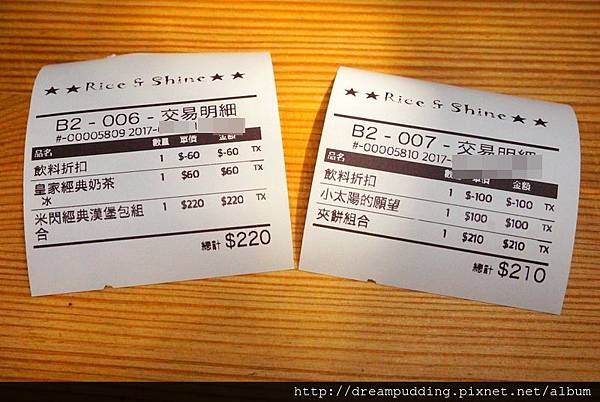 ★★Rice & Shine★★
B2 - 006 - 交易明細
#-00005809 2017-
品名 數量 單價 金額
飲料折扣 1 $-60 $-60 TX
皇家經典奶茶 1 $60 $60 TX
冰
米閃經典漢堡包組 1 $220 $220 TX
合
總計 $220
★★Rice & Shine★★
B2 - 007 - 交易明細
#-00005810 2017-
品名 單價 金額
飲料折扣 1 $-100 $-100 TX
小太陽的願望 1 $100 $100 TX
夾餅組合 1 $210 $210 TX
總計 $210
http://dreampudding.pixnet.net/album